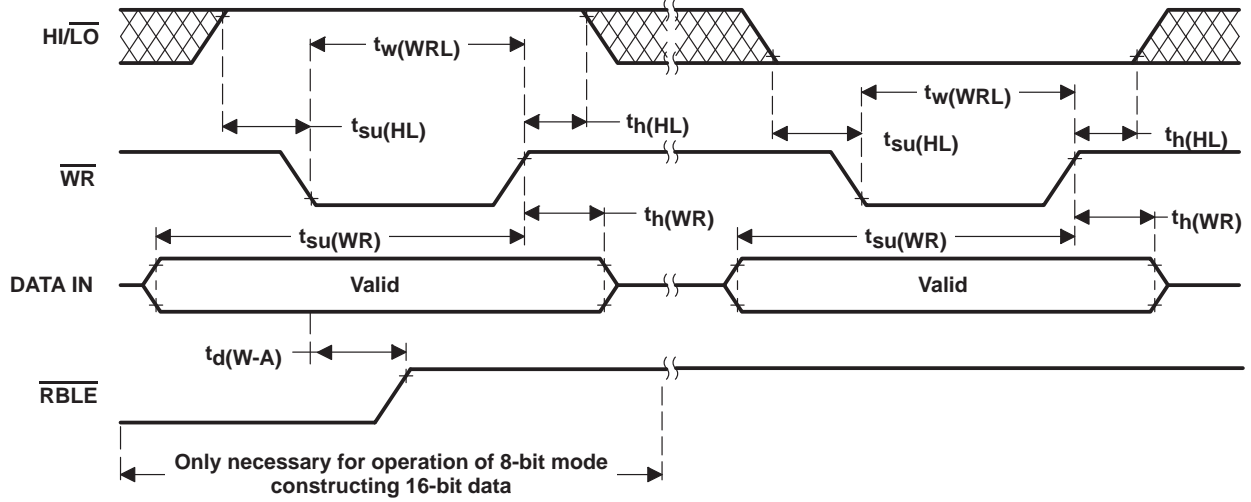 HI/LO
tw(WRL)
tsu(HL)
th(HL)
tw(WRL)
tsu(HL)
th(HL)
WR
tsu(WR)
th(WR)
tsu(WR)
th(WR)
DATA IN
Valid
Valid
td(W-A)
RBLE
Only necessary for operation of 8-bit mode
constructing 16-bit data